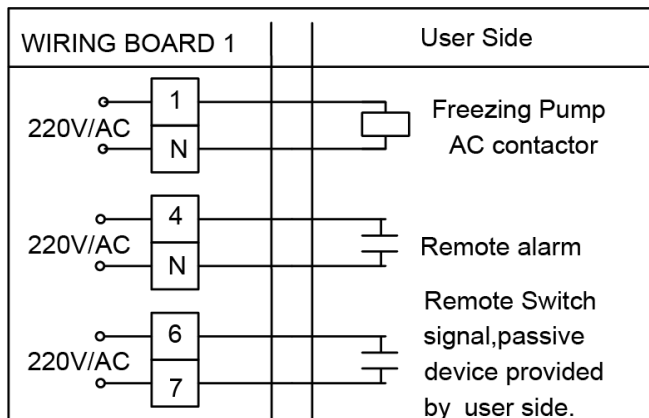 WIRING BOARD 1
User Side
1
220V/AC
N
Freezing Pump
AC contactor
4
220V/AC
N
Remote alarm
6
220V/AC
7
Remote Switch
signal,passive
device provided
by user side.